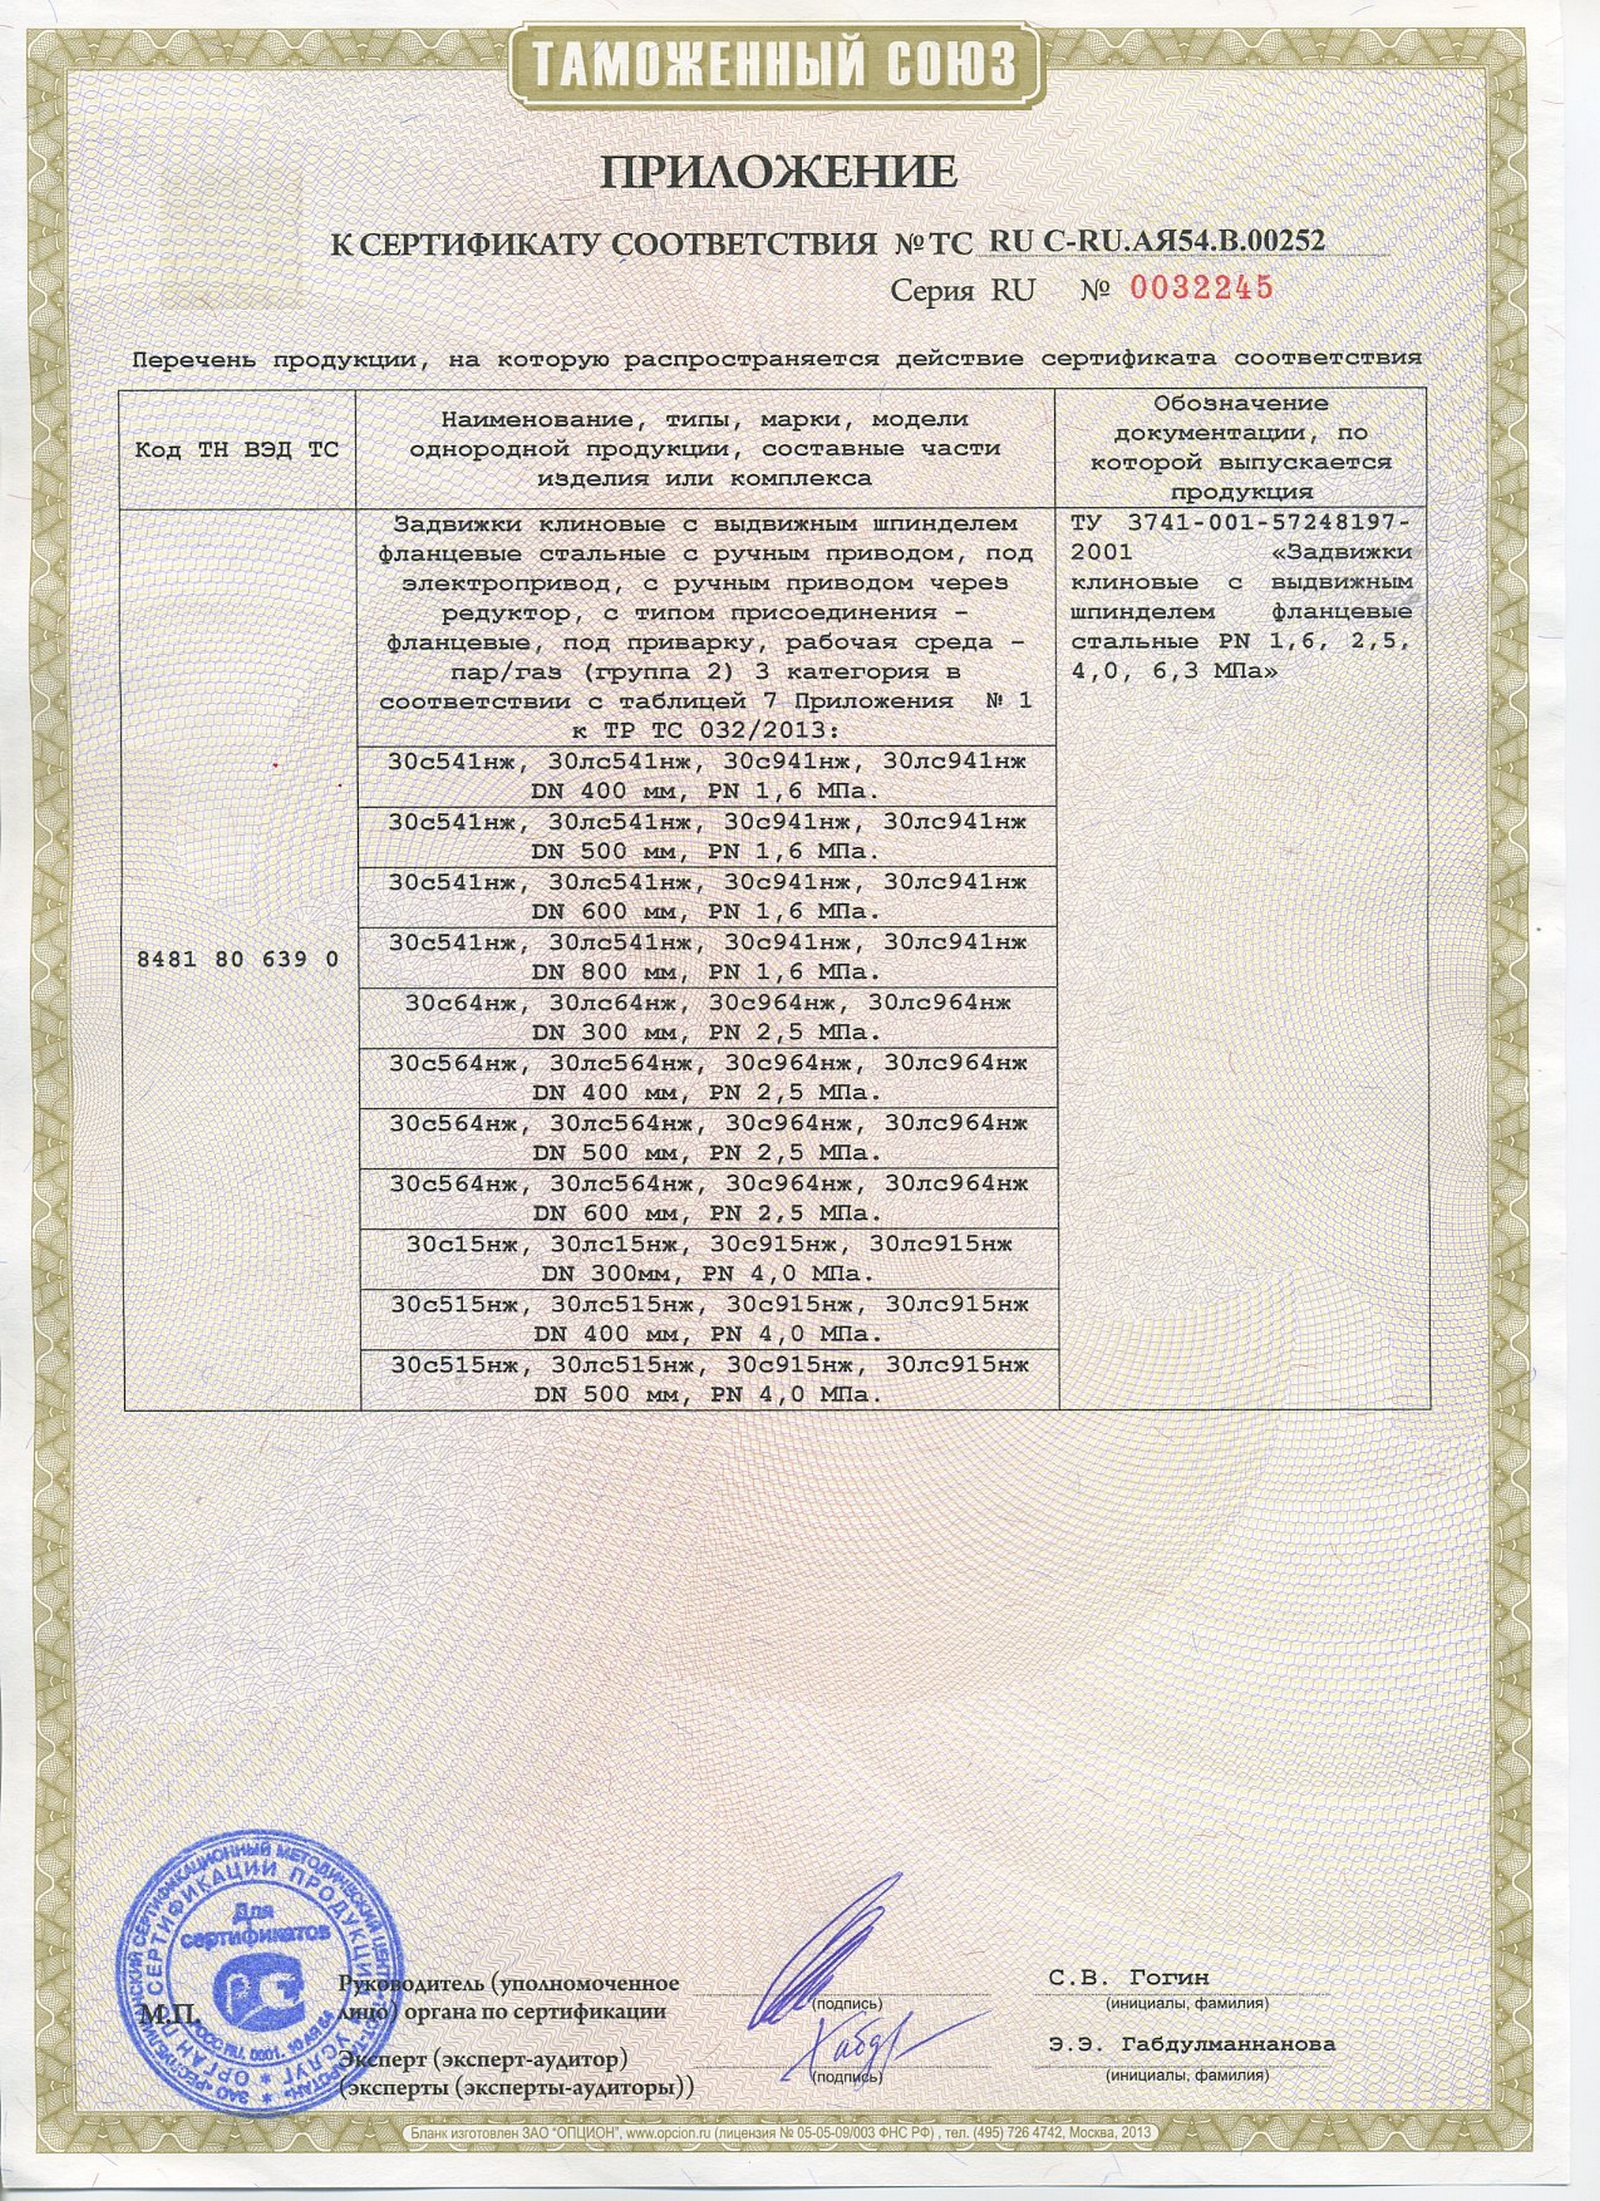 ТАМОЖЕННЫЙ СОЮЗ
ПРИЛОЖЕНИЕ
К СЕРТИФИКАТУ СООТВЕТСТВИЯ № ТС RU C-RU.АЯ54.В.00252
Серия RU № 0032245
Перечень продукции, на которую распространяется действие сертификата соответствия
Код ТН ВЭД ТС
Наименование, типы, марки, модели
однородной продукции, составные части
изделия или комплекса
Обозначение
документации, по
которой выпускается
продукция
8481 80 639 0
Задвижки клиновые с выдвижным шпинделем
фланцевые стальные с ручным приводом, под
электропривод, с ручным приводом через
редуктор, с типом присоединения –
фланцевые, под приварку, рабочая среда –
пар/газ (группа 2) 3 категория в
соответствии с таблицей 7 Приложения № 1
к ТР ТС 032/2013:
30с541нж, 30лс541нж, 30с941нж, 30лс941нж
DN 400 мм, PN 1,6 МПа.
30с541нж, 30лс541нж, 30с941нж, 30лс941нж
DN 500 мм, PN 1,6 МПа.
30с541нж, 30лс541нж, 30с941нж, 30лс941нж
DN 600 мм, PN 1,6 МПа.
30с541нж, 30лс541нж, 30с941нж, 30лс941нж
DN 800 мм, PN 1,6 МПа.
30с64нж, 30лс64нж, 30с964нж, 30лс964нж
DN 300 мм, PN 2,5 МПа.
30с564нж, 30лс564нж, 30с964нж, 30лс964нж
DN 400 мм, PN 2,5 МПа.
30с564нж, 30лс564нж, 30с964нж, 30лс964нж
DN 500 мм, PN 2,5 МПа.
30с564нж, 30лс564нж, 30с964нж, 30лс964нж
DN 600 мм, PN 2,5 МПа.
30с15нж, 30лс15нж, 30с915нж, 30лс915нж
DN 300мм, PN 4,0 МПа.
30с515нж, 30лс515нж, 30с915нж, 30лс915нж
DN 400 мм, PN 4,0 МПа.
30с515нж, 30лс515нж, 30с915нж, 30лс915нж
DN 500 мм, PN 4,0 МПа.
ТУ 3741-001-57248197-
2001 «Задвижки
клиновые с выдвижным
шпинделем фланцевые
стальные PN 1,6, 2,5,
4,0, 6,3 МПа»
Для
сертификатов
М.П.
Руководитель (уполномоченное
лицо) органа по сертификации
(подпись)
С.В. Гогин
(инициалы, фамилия)
Эксперт (эксперт-аудитор)
(эксперты (эксперты-аудиторы))
(подпись)
Э.Э. Габдулманнанова
(инициалы, фамилия)
Бланк изготовлен ЗАО "ОПЦИОН", www.opcion.ru (лицензия № 05-05-09/003 ФНС РФ) , тел. (495) 726 4742, Москва, 2013